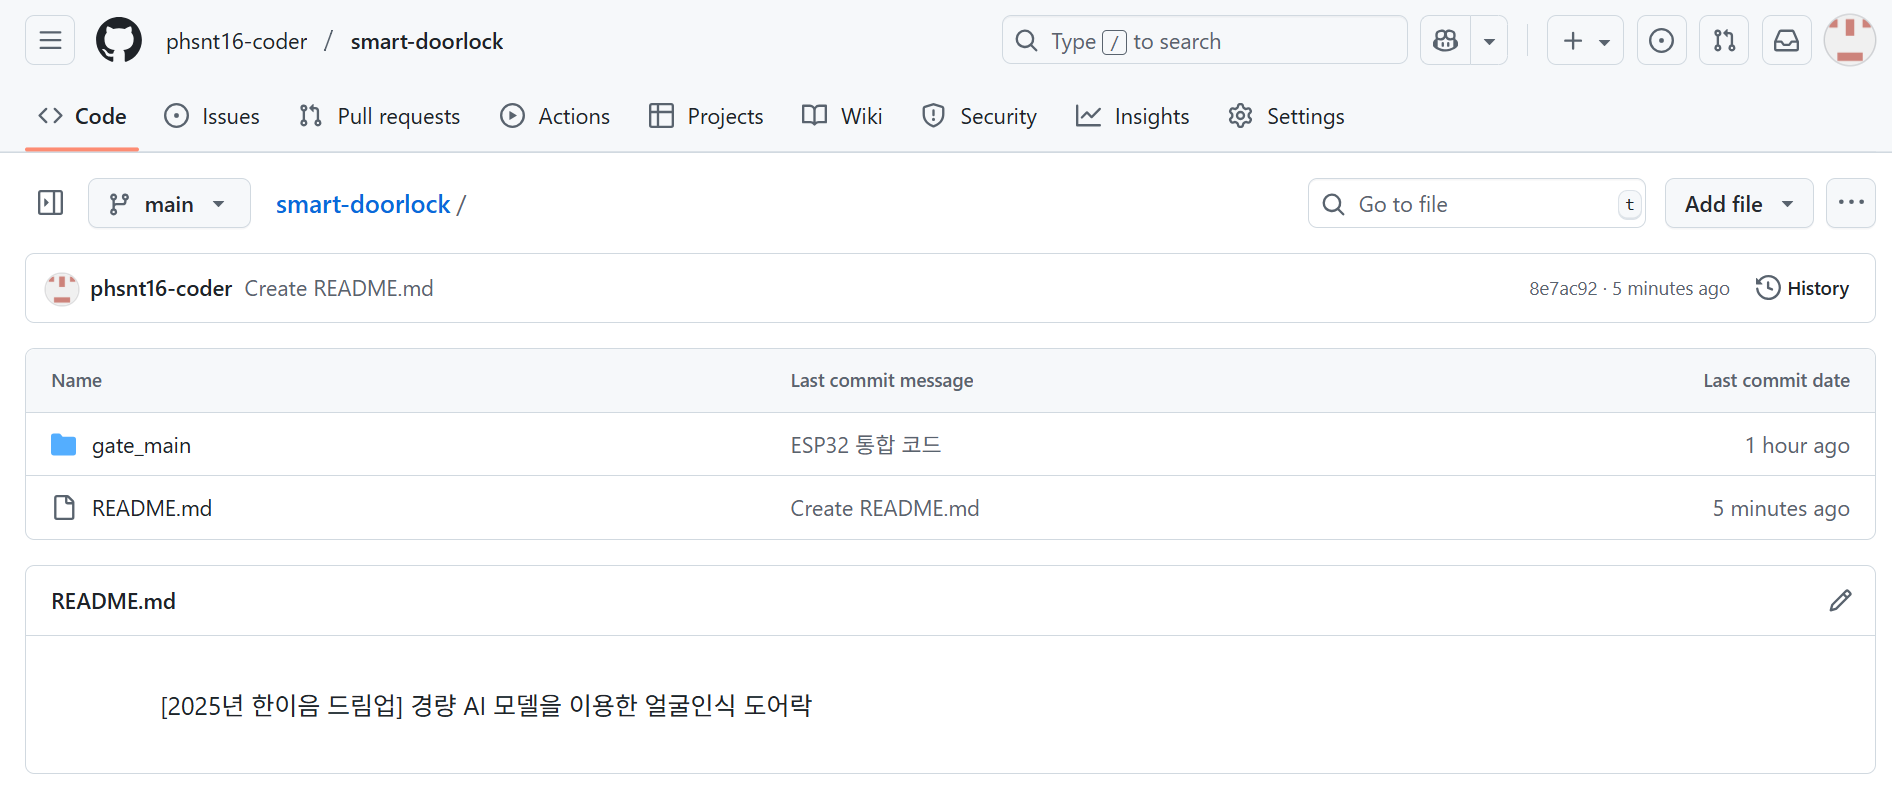 phsnt16-coder / smart-doorlock
Type / to search
Code Issues Pull requests Actions Projects Wiki Security Insights Settings
main smart-doorlock / Go to file t Add file
phsnt16-coder Create README.md 8e7ac92 · 5 minutes ago History
Name Last commit message Last commit date
gate_main ESP32 통합 코드 1 hour ago
README.md Create README.md 5 minutes ago
README.md
[2025년 한이음 드림업] 경량 AI 모델을 이용한 얼굴인식 도어락